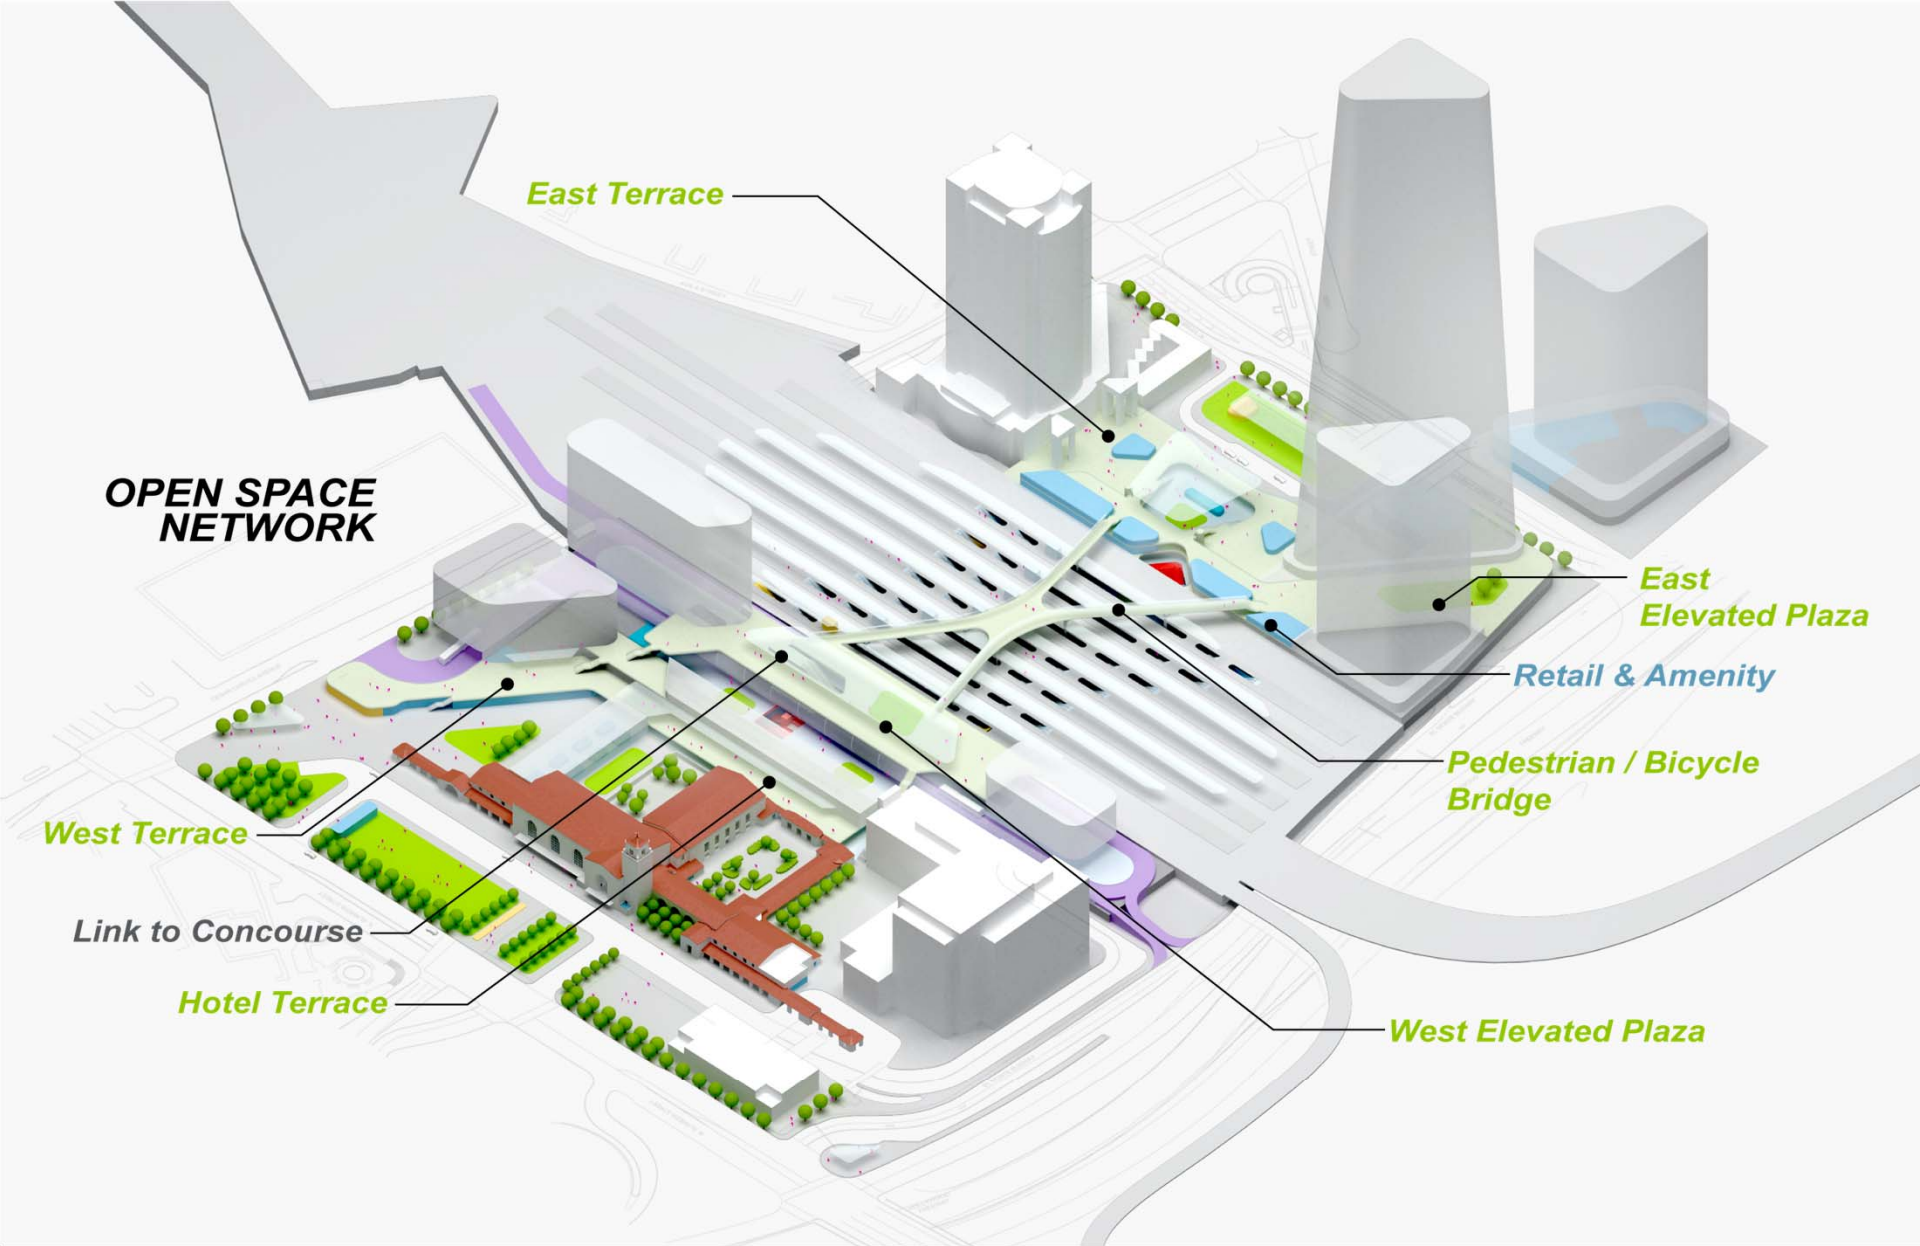 East Terrace
OPEN SPACE
NETWORK
East
Elevated Plaza
Retail & Amenity
Pedestrian / Bicycle
Bridge
West Terrace
Link to Concourse
Hotel Terrace
West Elevated Plaza